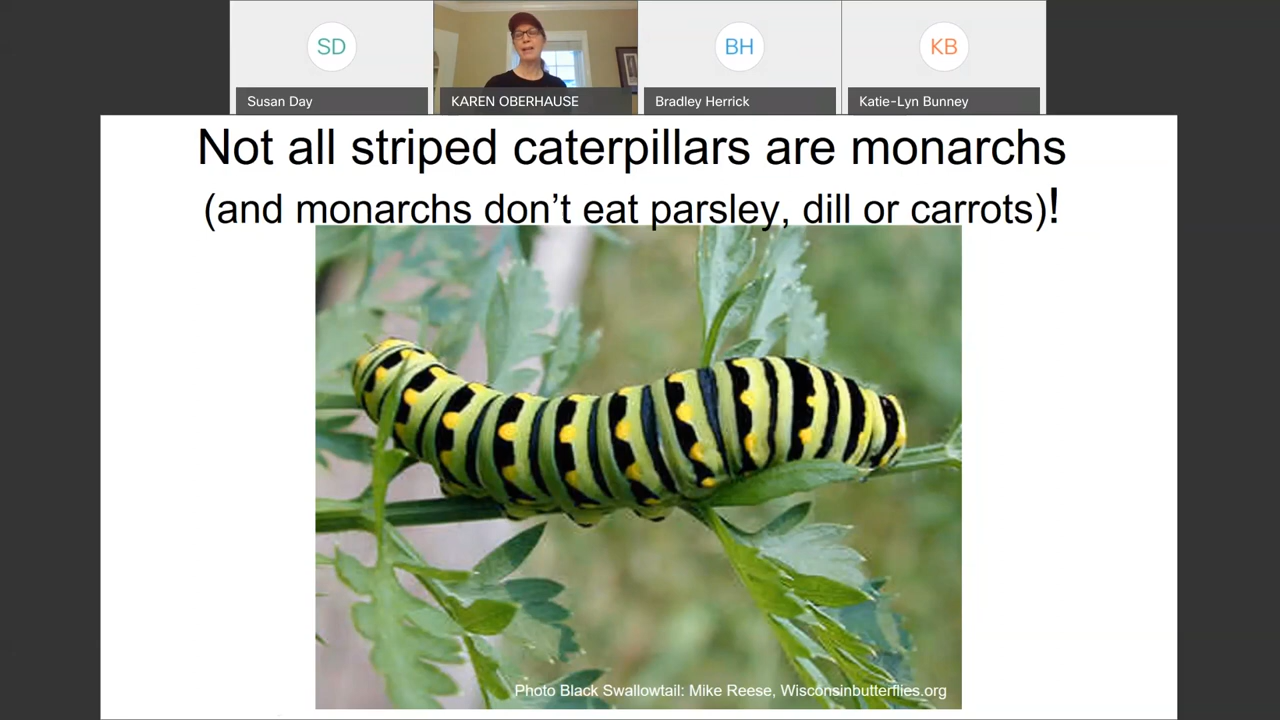 SD
BH
KB
Susan Day
KAREN OBERHAUSE
Bradley Herrick
Katie-Lyn Bunney
Not all striped caterpillars are monarchs
(and monarchs don't eat parsley, dill or carrots)!
Photo Black Swallowtail: Mike Reese, Wisconsinbutterflies.org